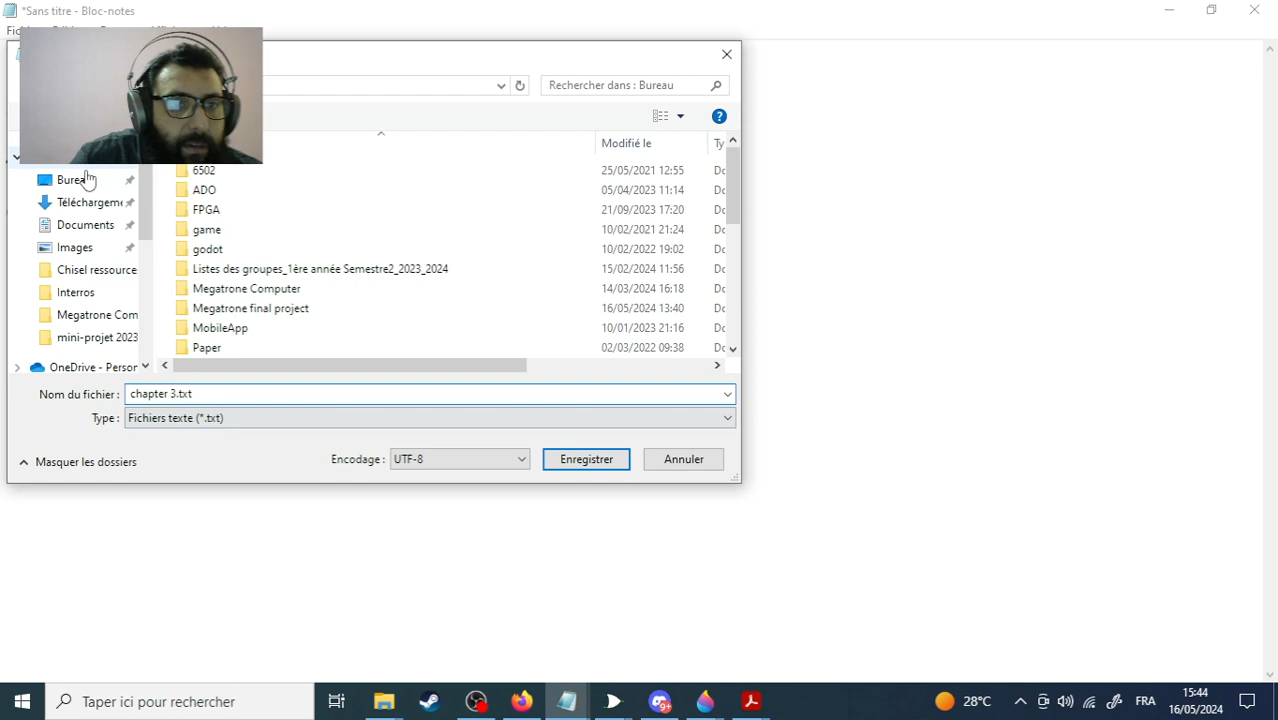 *Sans titre - Bloc-notes
Rechercher dans : Bureau
Modifié le
6502 25/05/2021 12:55
ADO 05/04/2023 11:14
FPGA 21/09/2023 17:20
game 10/02/2021 21:24
godot 10/02/2022 19:02
Listes des groupes_1ère année Semestre2_2023_2024 15/02/2024 11:56
Megatrone Computer 14/03/2024 16:18
Megatrone final project 16/05/2024 13:40
MobileApp 10/01/2023 21:16
Paper 02/03/2022 09:38
Documents
Images
Chisel ressource
Interros
Megatrone Com
mini-projet 2023
OneDrive - Person
Nom du fichier : chapter 3.txt
Type : Fichiers texte (*.txt)
Masquer les dossiers
Encodage : UTF-8
Enregistrer
Annuler
Taper ici pour rechercher
9+
28°C
FRA
15:44
16/05/2024